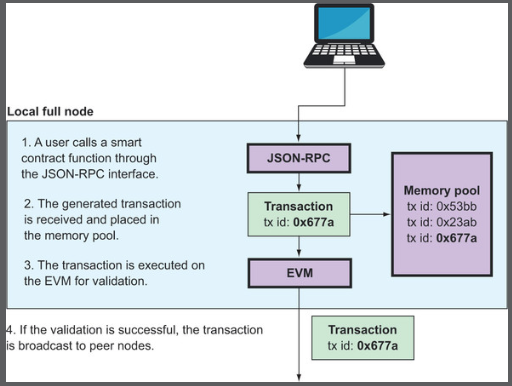 Local full node
1. A user calls a smart
contract function through
the JSON-RPC interface.
2. The generated transaction
is received and placed in
the memory pool.
3. The transaction is executed on
the EVM for validation.
4. If the validation is successful, the transaction
is broadcast to peer nodes.
JSON-RPC
Transaction
tx id: 0x677a
Memory pool
tx id: 0x53bb
tx id: 0x23ab
tx id: 0x677a
EVM
Transaction
tx id: 0x677a